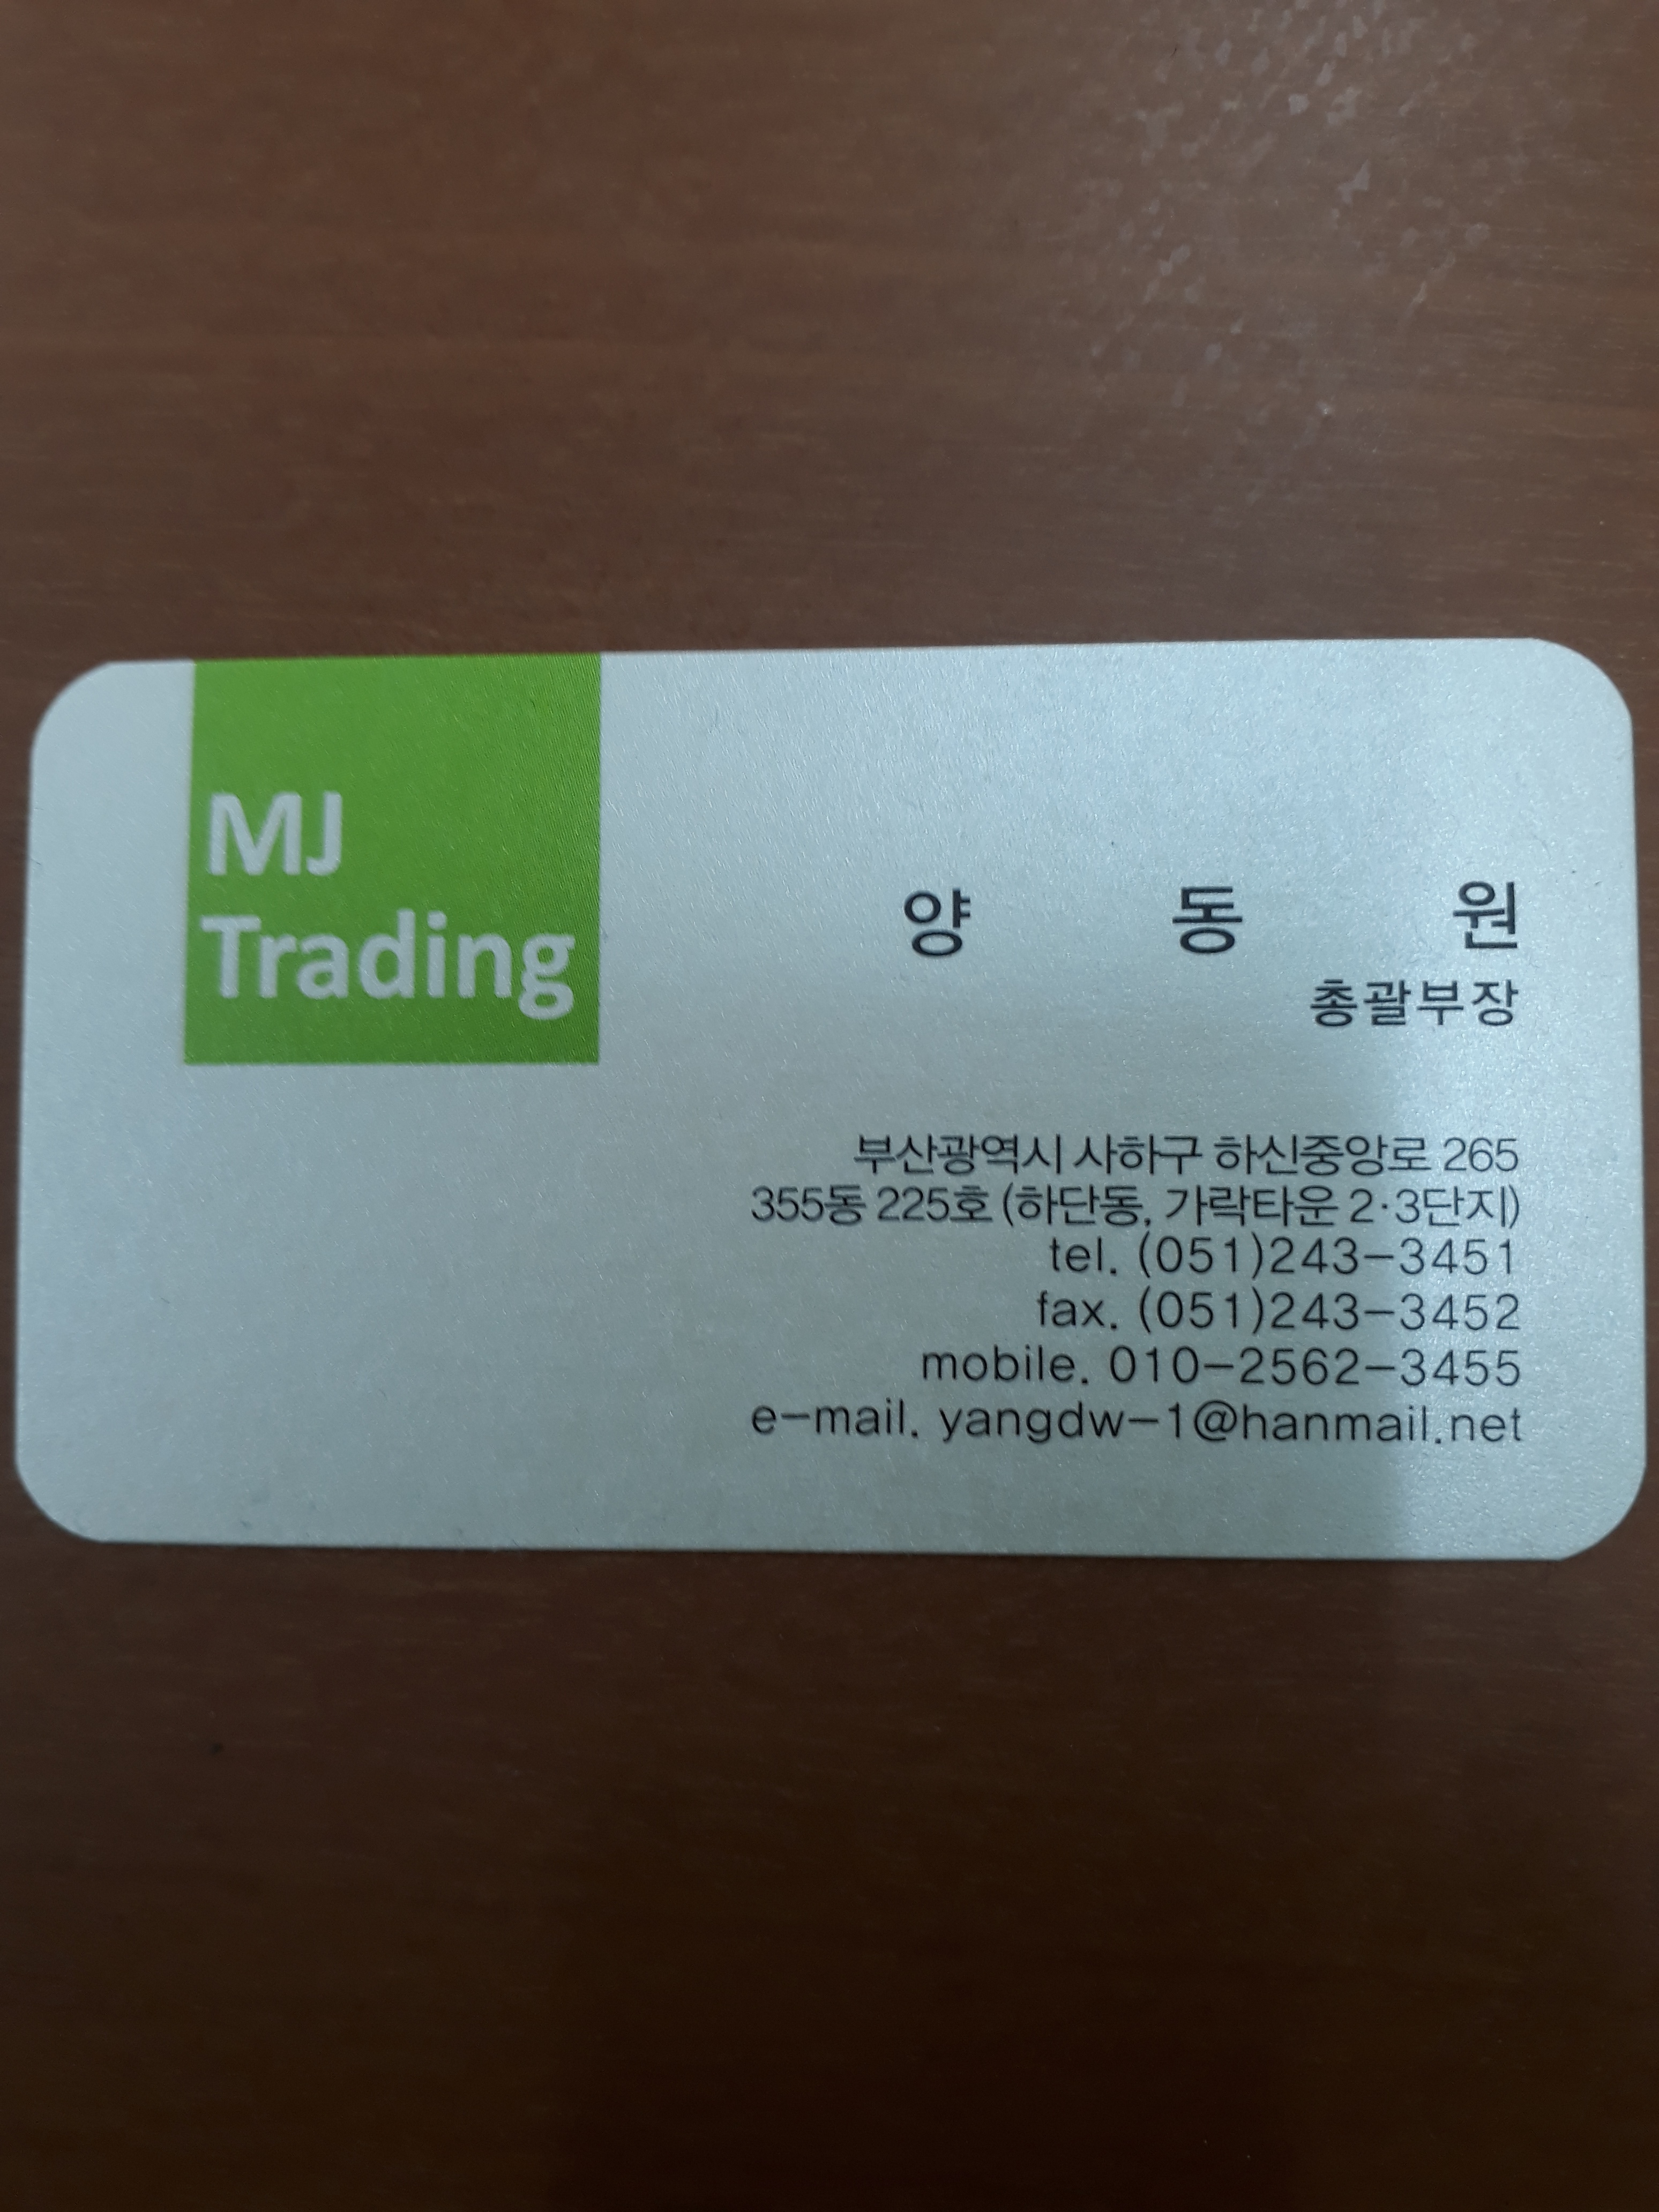 MJ
Trading
양 동 원
총괄부장
부산광역시 사하구 하신중앙로 265
355동 225호 (하단동, 가락타운 2·3단지)
tel. (051)243-3451
fax. (051)243-3452
mobile. 010-2562-3455
e-mail. yangdw-1@hanmail.net